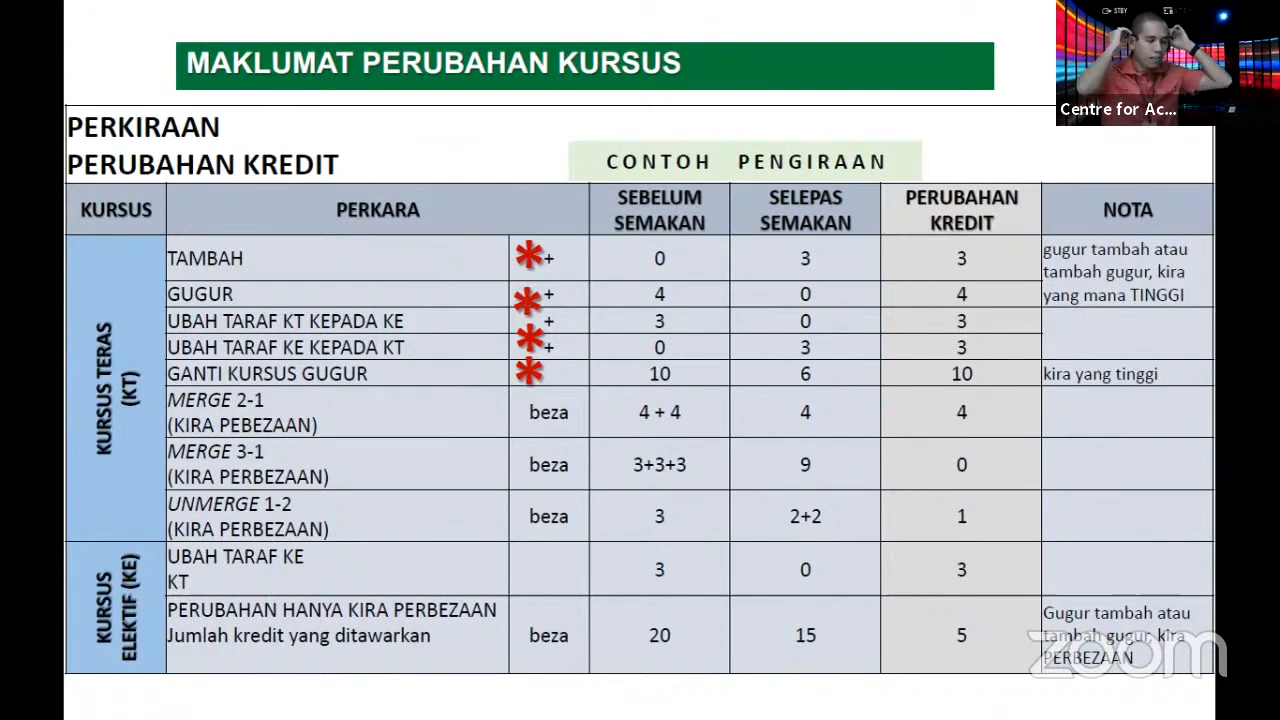 STBY
MAKLUMAT PERUBAHAN KURSUS
Centre for Ac...
PERKIRAAN
PERUBAHAN KREDIT
CONTOH PENGIRAAN
KURSUS PERKARA SEBELUM SEMAKAN SELEPAS SEMAKAN PERUBAHAN KREDIT NOTA
KURSUS TERAS (KT)
TAMBAH * + 0 3 3 gugur tambah atau tambah gugur, kira yang mana TINGGI
GUGUR * + 4 0 4
UBAH TARAF KT KEPADA KE + 3 0 3
UBAH TARAF KE KEPADA KT * + 0 3 3
GANTI KURSUS GUGUR * 10 6 10 kira yang tinggi
MERGE 2-1
(KIRA PEBEZAAN) beza 4 + 4 4 4
MERGE 3-1
(KIRA PERBEZAAN) beza 3+3+3 9 0
UNMERGE 1-2
(KIRA PERBEZAAN) beza 3 2+2 1
KURSUS ELEKTIF (KE)
UBAH TARAF KE
KT 3 0 3
PERUBAHAN HANYA KIRA PERBEZAAN
Jumlah kredit yang ditawarkan beza 20 15 5 Gugur tambah atau tambah gugur, kira PERBEZAAN
zoom